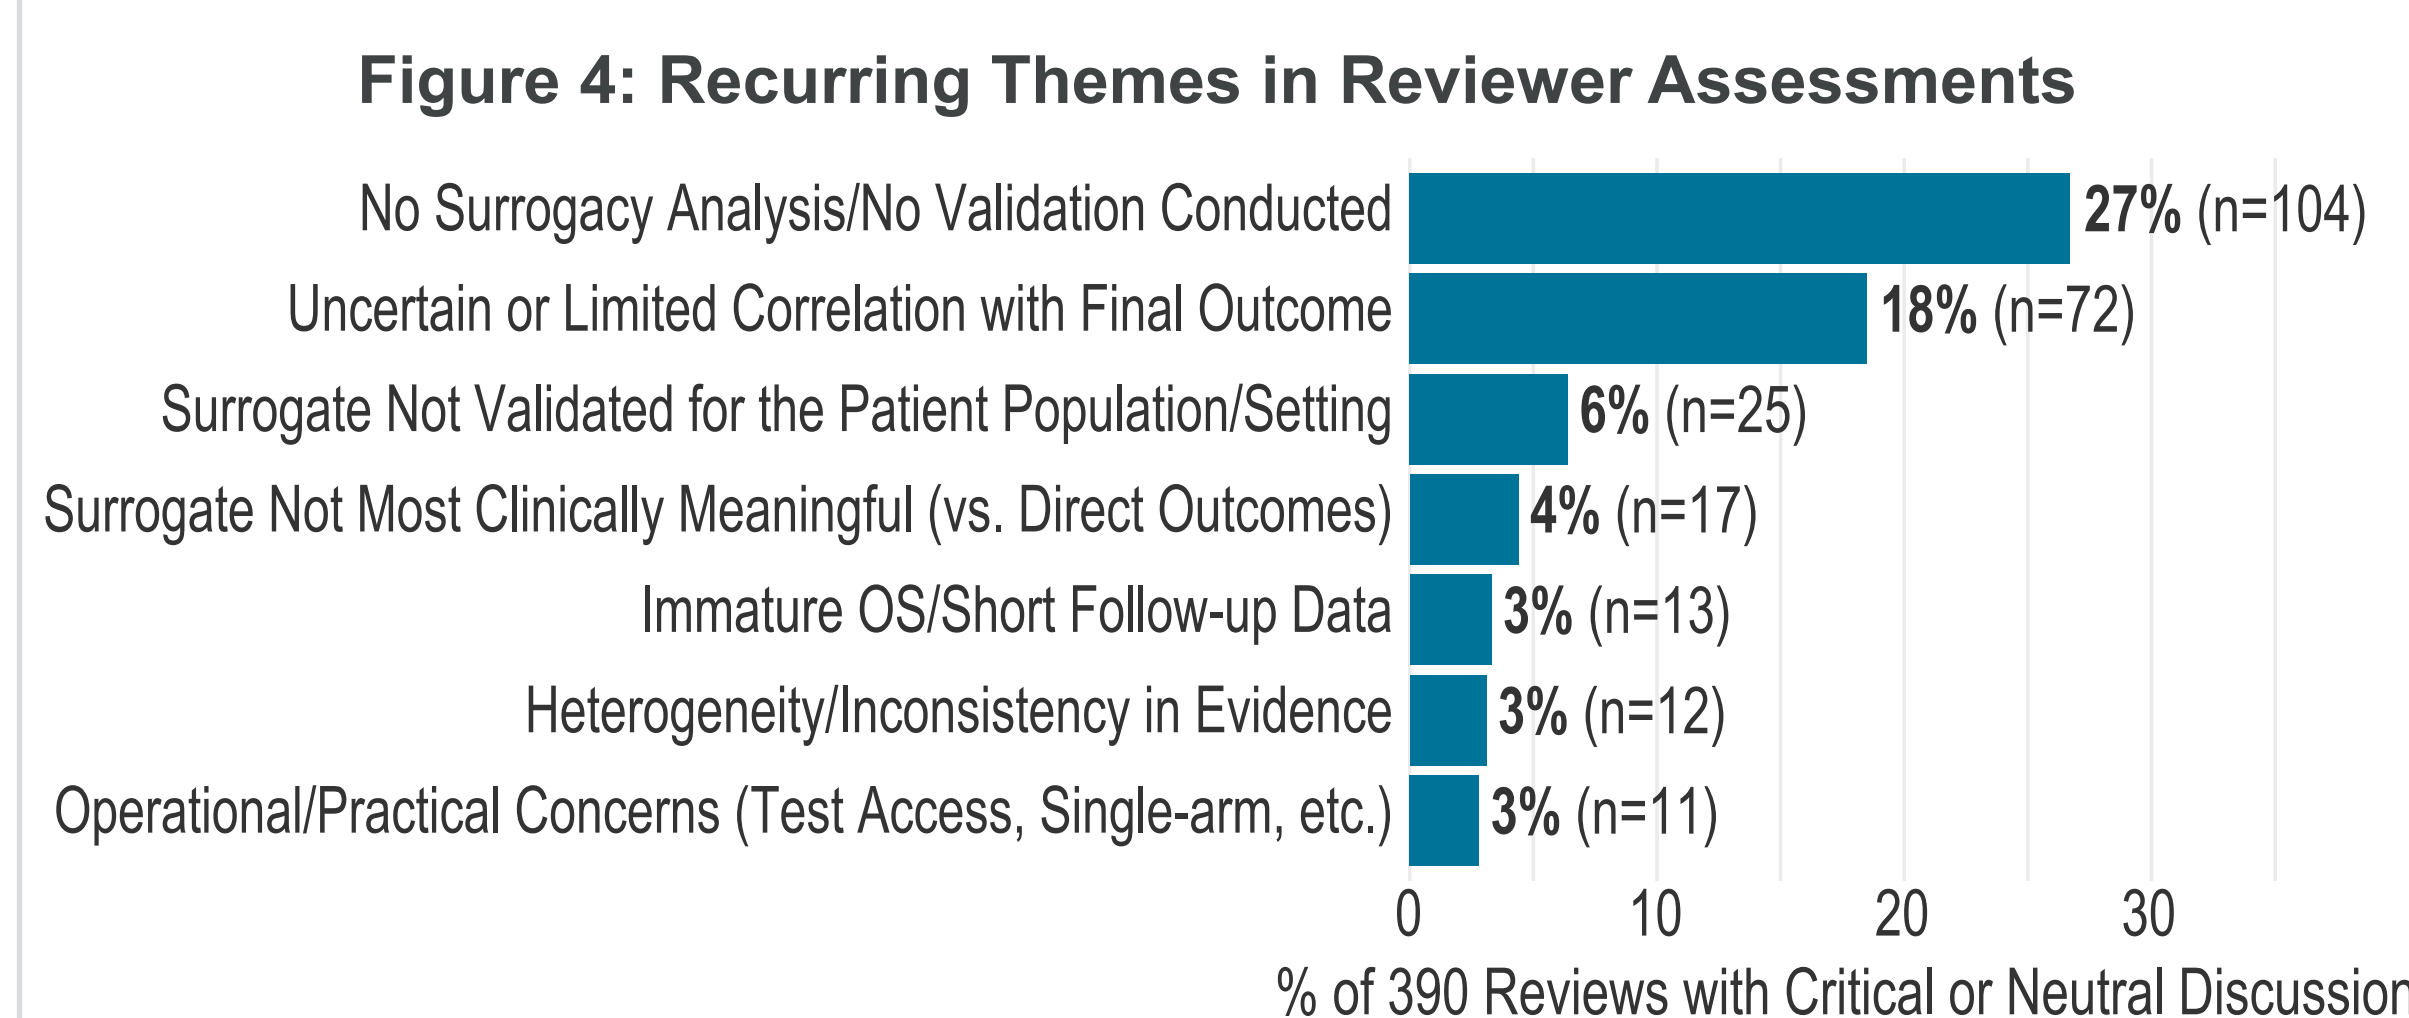 Figure 4: Recurring Themes in Reviewer Assessments
No Surrogacy Analysis/No Validation Conducted 27% (n=104)
Uncertain or Limited Correlation with Final Outcome 18% (n=72)
Surrogate Not Validated for the Patient Population/Setting 6% (n=25)
Surrogate Not Most Clinically Meaningful (vs. Direct Outcomes) 4% (n=17)
Immature OS/Short Follow-up Data 3% (n=13)
Heterogeneity/Inconsistency in Evidence 3% (n=12)
Operational/Practical Concerns (Test Access, Single-arm, etc.) 3% (n=11)
0 10 20 30
% of 390 Reviews with Critical or Neutral Discussion